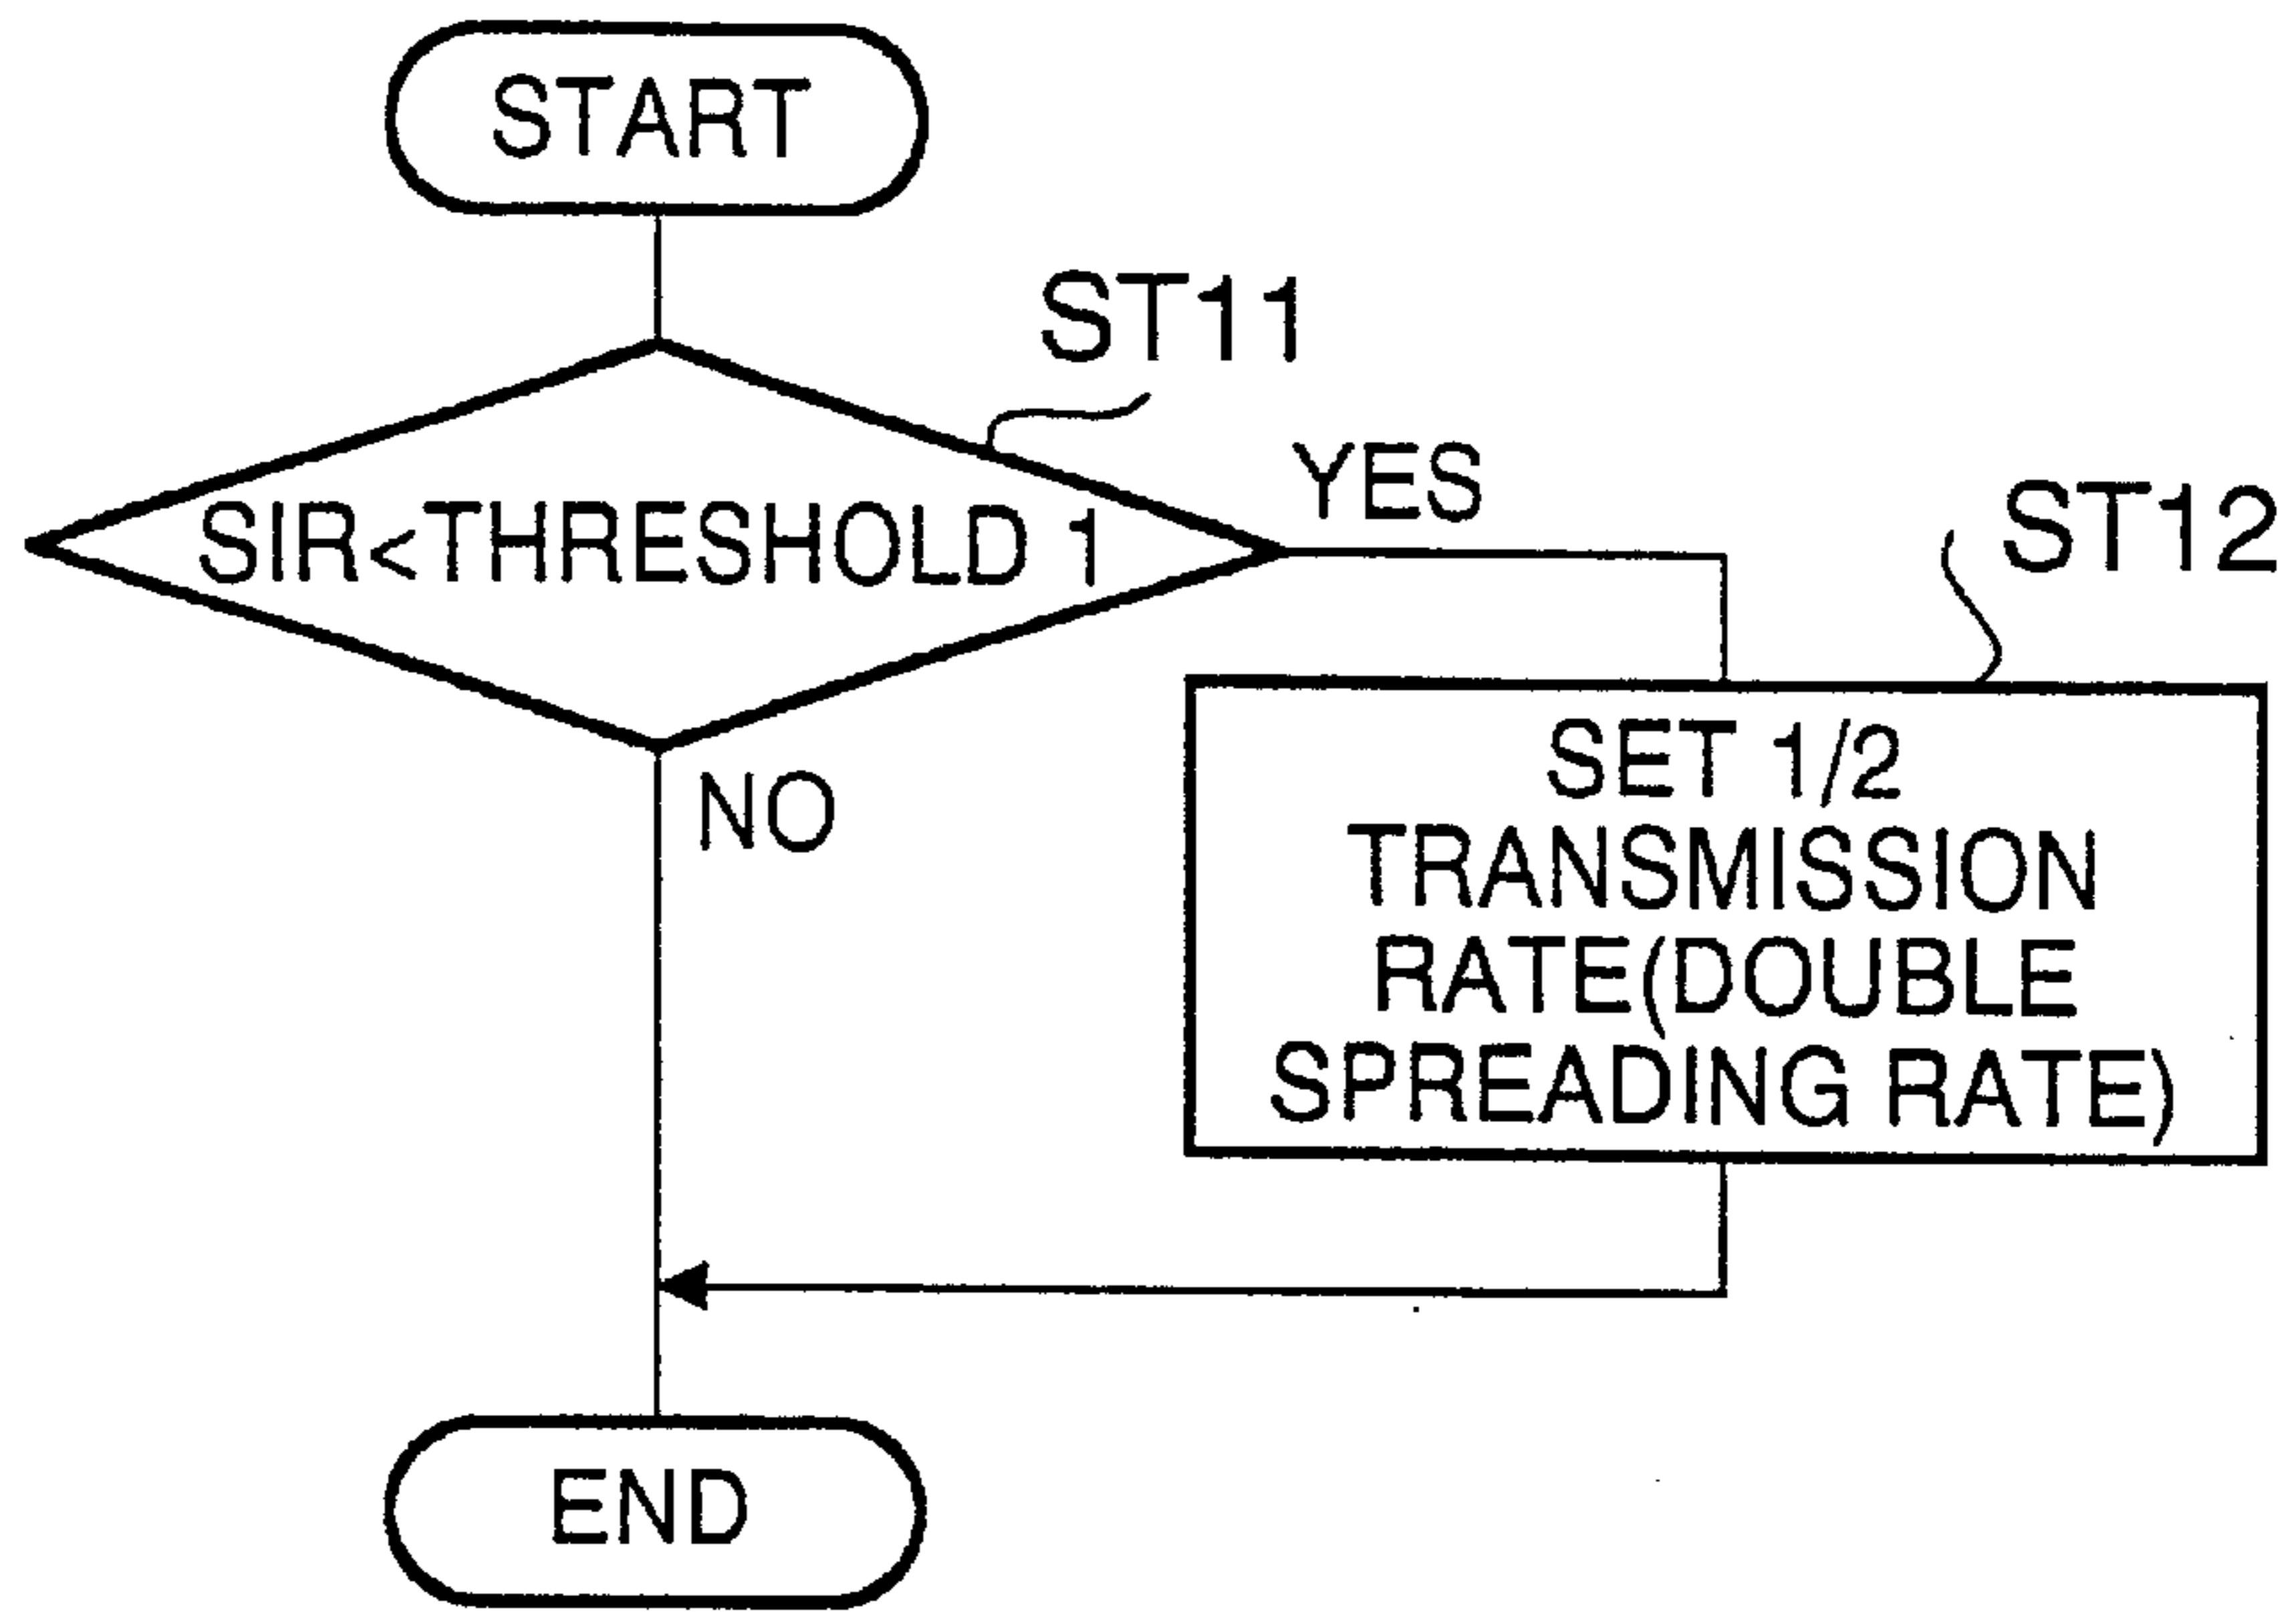 START
ST11
SIR<THRESHOLD 1
YES
ST12
NO
SET 1/2
TRANSMISSION
RATE(DOUBLE
SPREADING RATE)
END